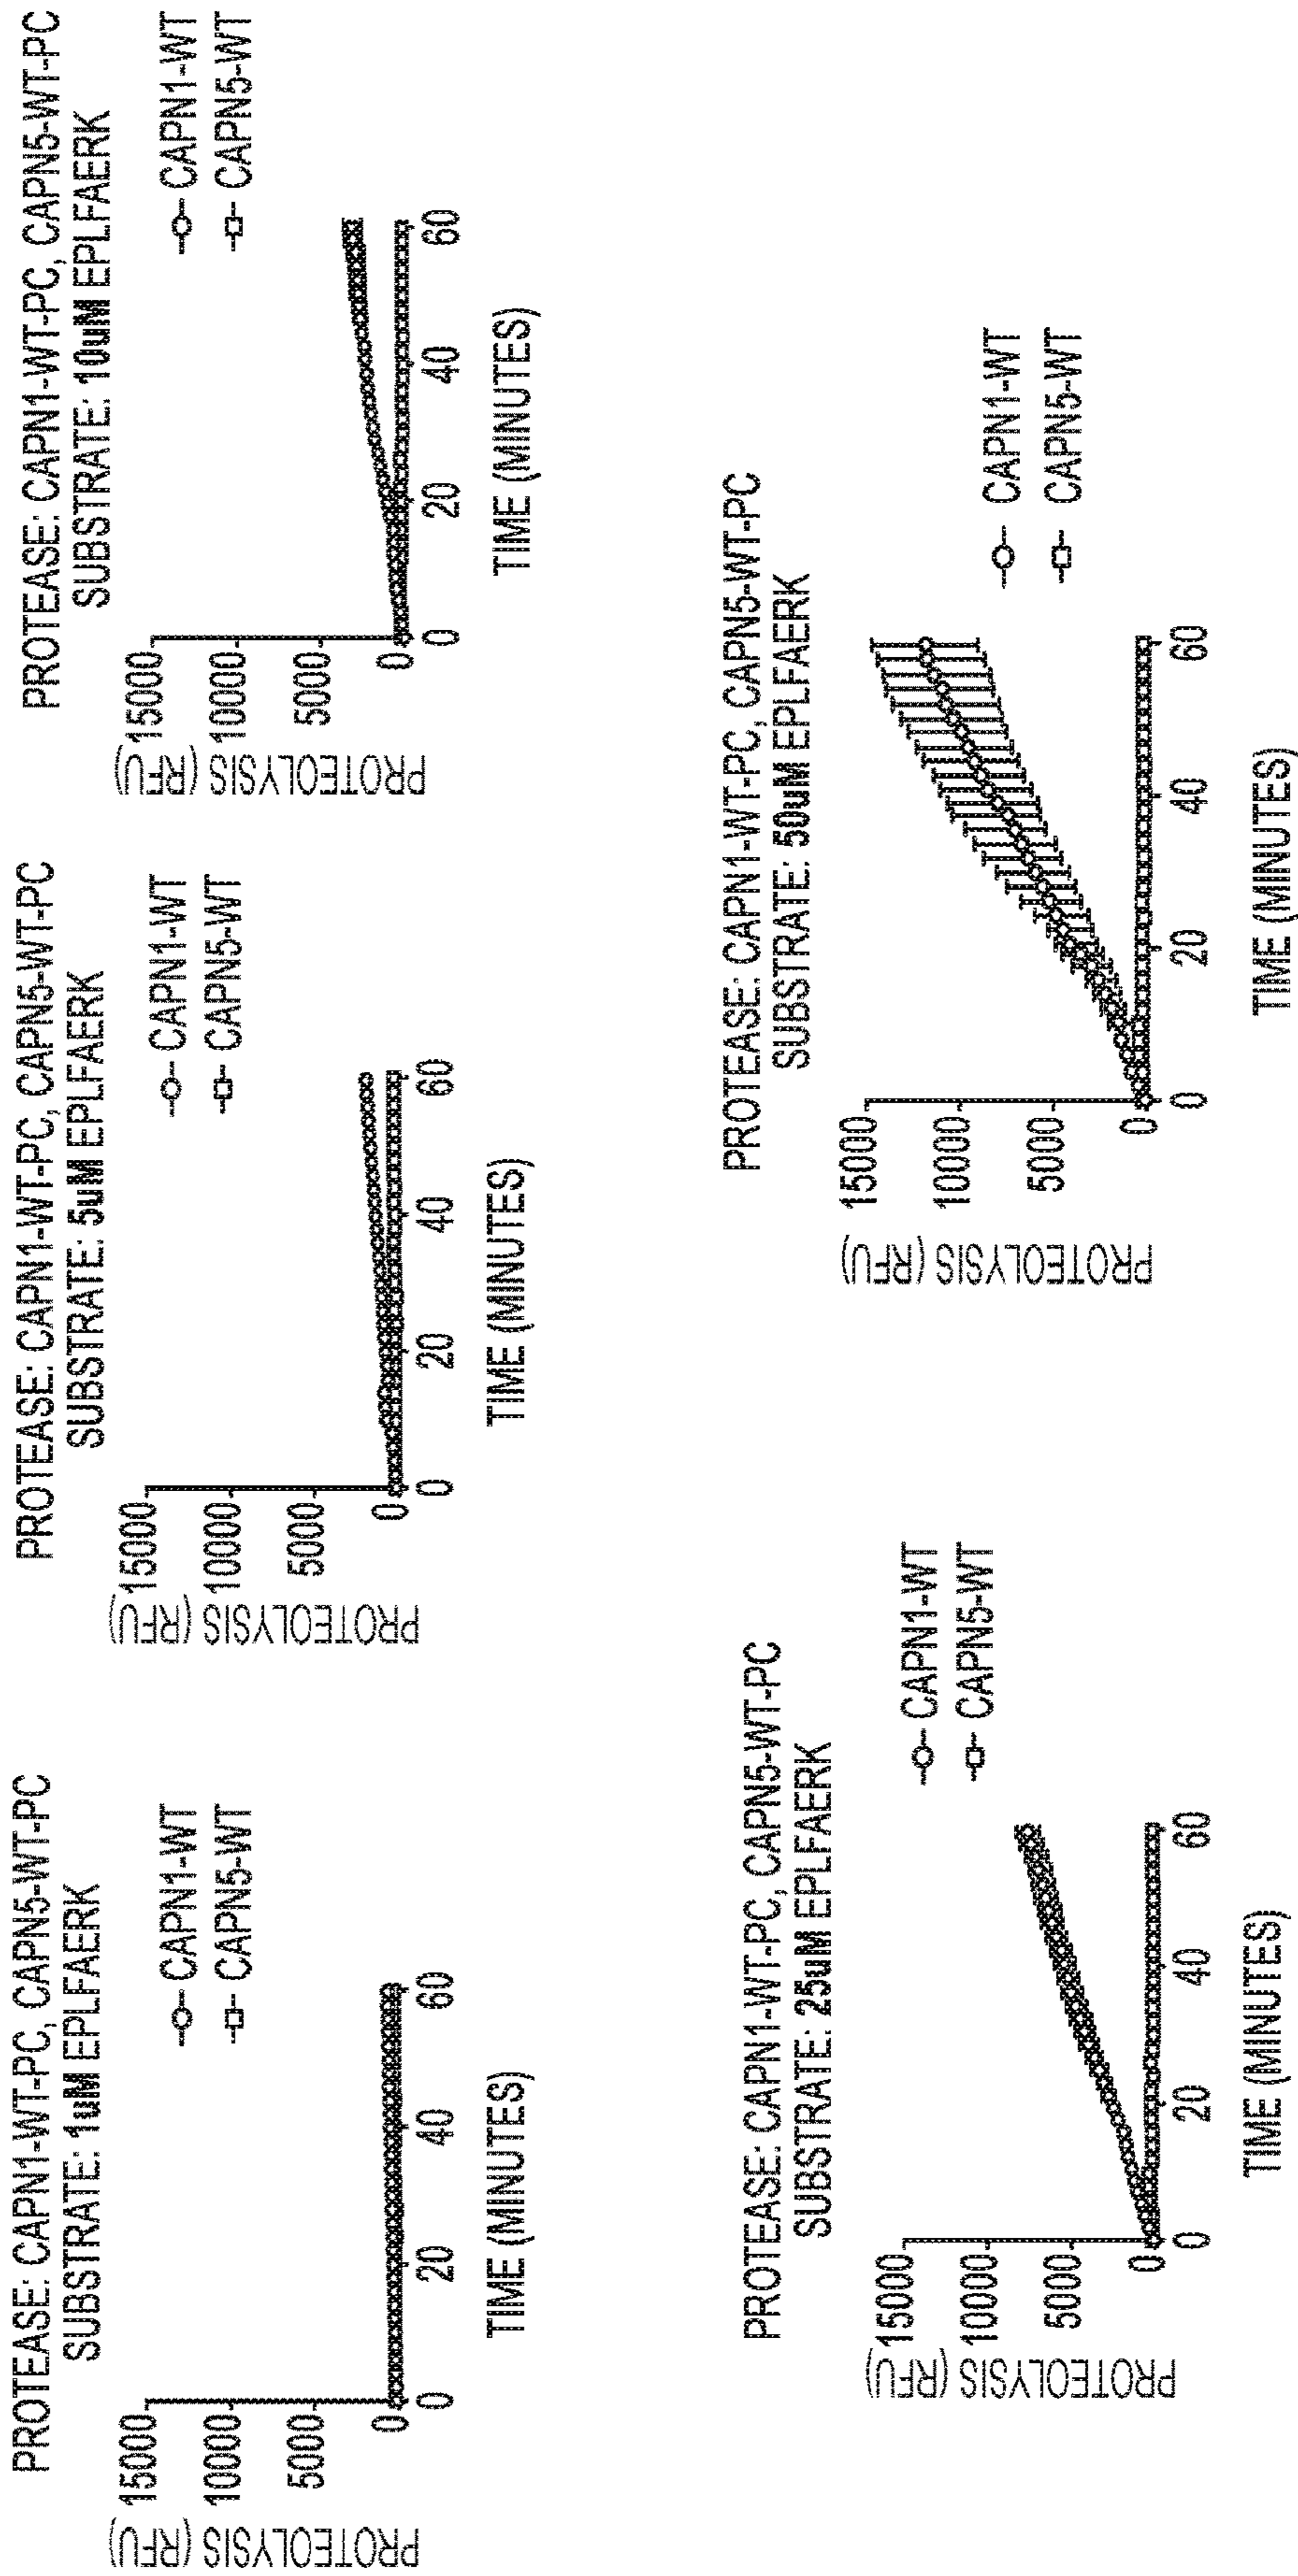 PROTEASE: CAPN1-WT-PC, CAPN5-WT-PC
SUBSTRATE: 1uM EPLFAERK
PROTEOLYSIS (RFU)
15000
10000
5000
0
0 20 40 60
TIME (MINUTES)
CAPN1-WT
CAPN5-WT
PROTEASE: CAPN1-WT-PC, CAPN5-WT-PC
SUBSTRATE: 5uM EPLFAERK
PROTEOLYSIS (RFU)
15000
10000
5000
0
0 20 40 60
TIME (MINUTES)
CAPN1-WT
CAPN5-WT
PROTEASE: CAPN1-WT-PC, CAPN5-WT-PC
SUBSTRATE: 10uM EPLFAERK
PROTEOLYSIS (RFU)
15000
10000
5000
0
0 20 40 60
TIME (MINUTES)
CAPN1-WT
CAPN5-WT
PROTEASE: CAPN1-WT-PC, CAPN5-WT-PC
SUBSTRATE: 25uM EPLFAERK
PROTEOLYSIS (RFU)
15000
10000
5000
0
0 20 40 60
TIME (MINUTES)
CAPN1-WT
CAPN5-WT
PROTEASE: CAPN1-WT-PC, CAPN5-WT-PC
SUBSTRATE: 50uM EPLFAERK
PROTEOLYSIS (RFU)
15000
10000
5000
0
0 20 40 60
TIME (MINUTES)
CAPN1-WT
CAPN5-WT